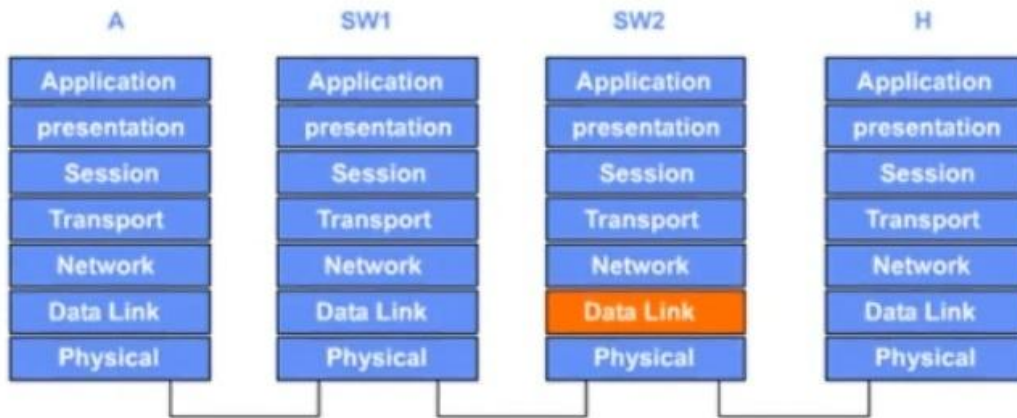 A SW1 SW2 H
Application Application Application Application
presentation presentation presentation presentation
Session Session Session Session
Transport Transport Transport Transport
Network Network Network Network
Data Link Data Link Data Link Data Link
Physical Physical Physical Physical